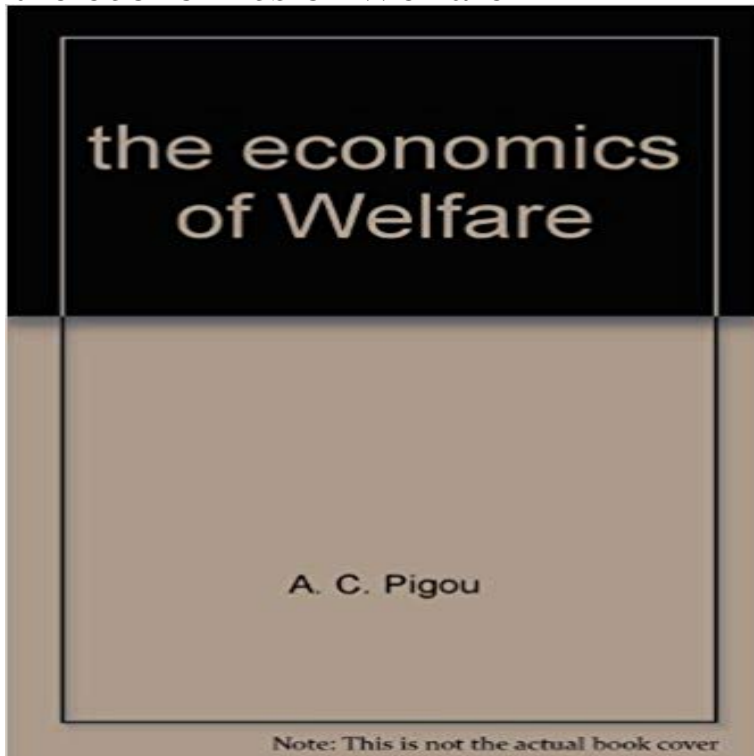 the economics
of Welfare
A. C. Pigou
Note: This is not the actual book cover